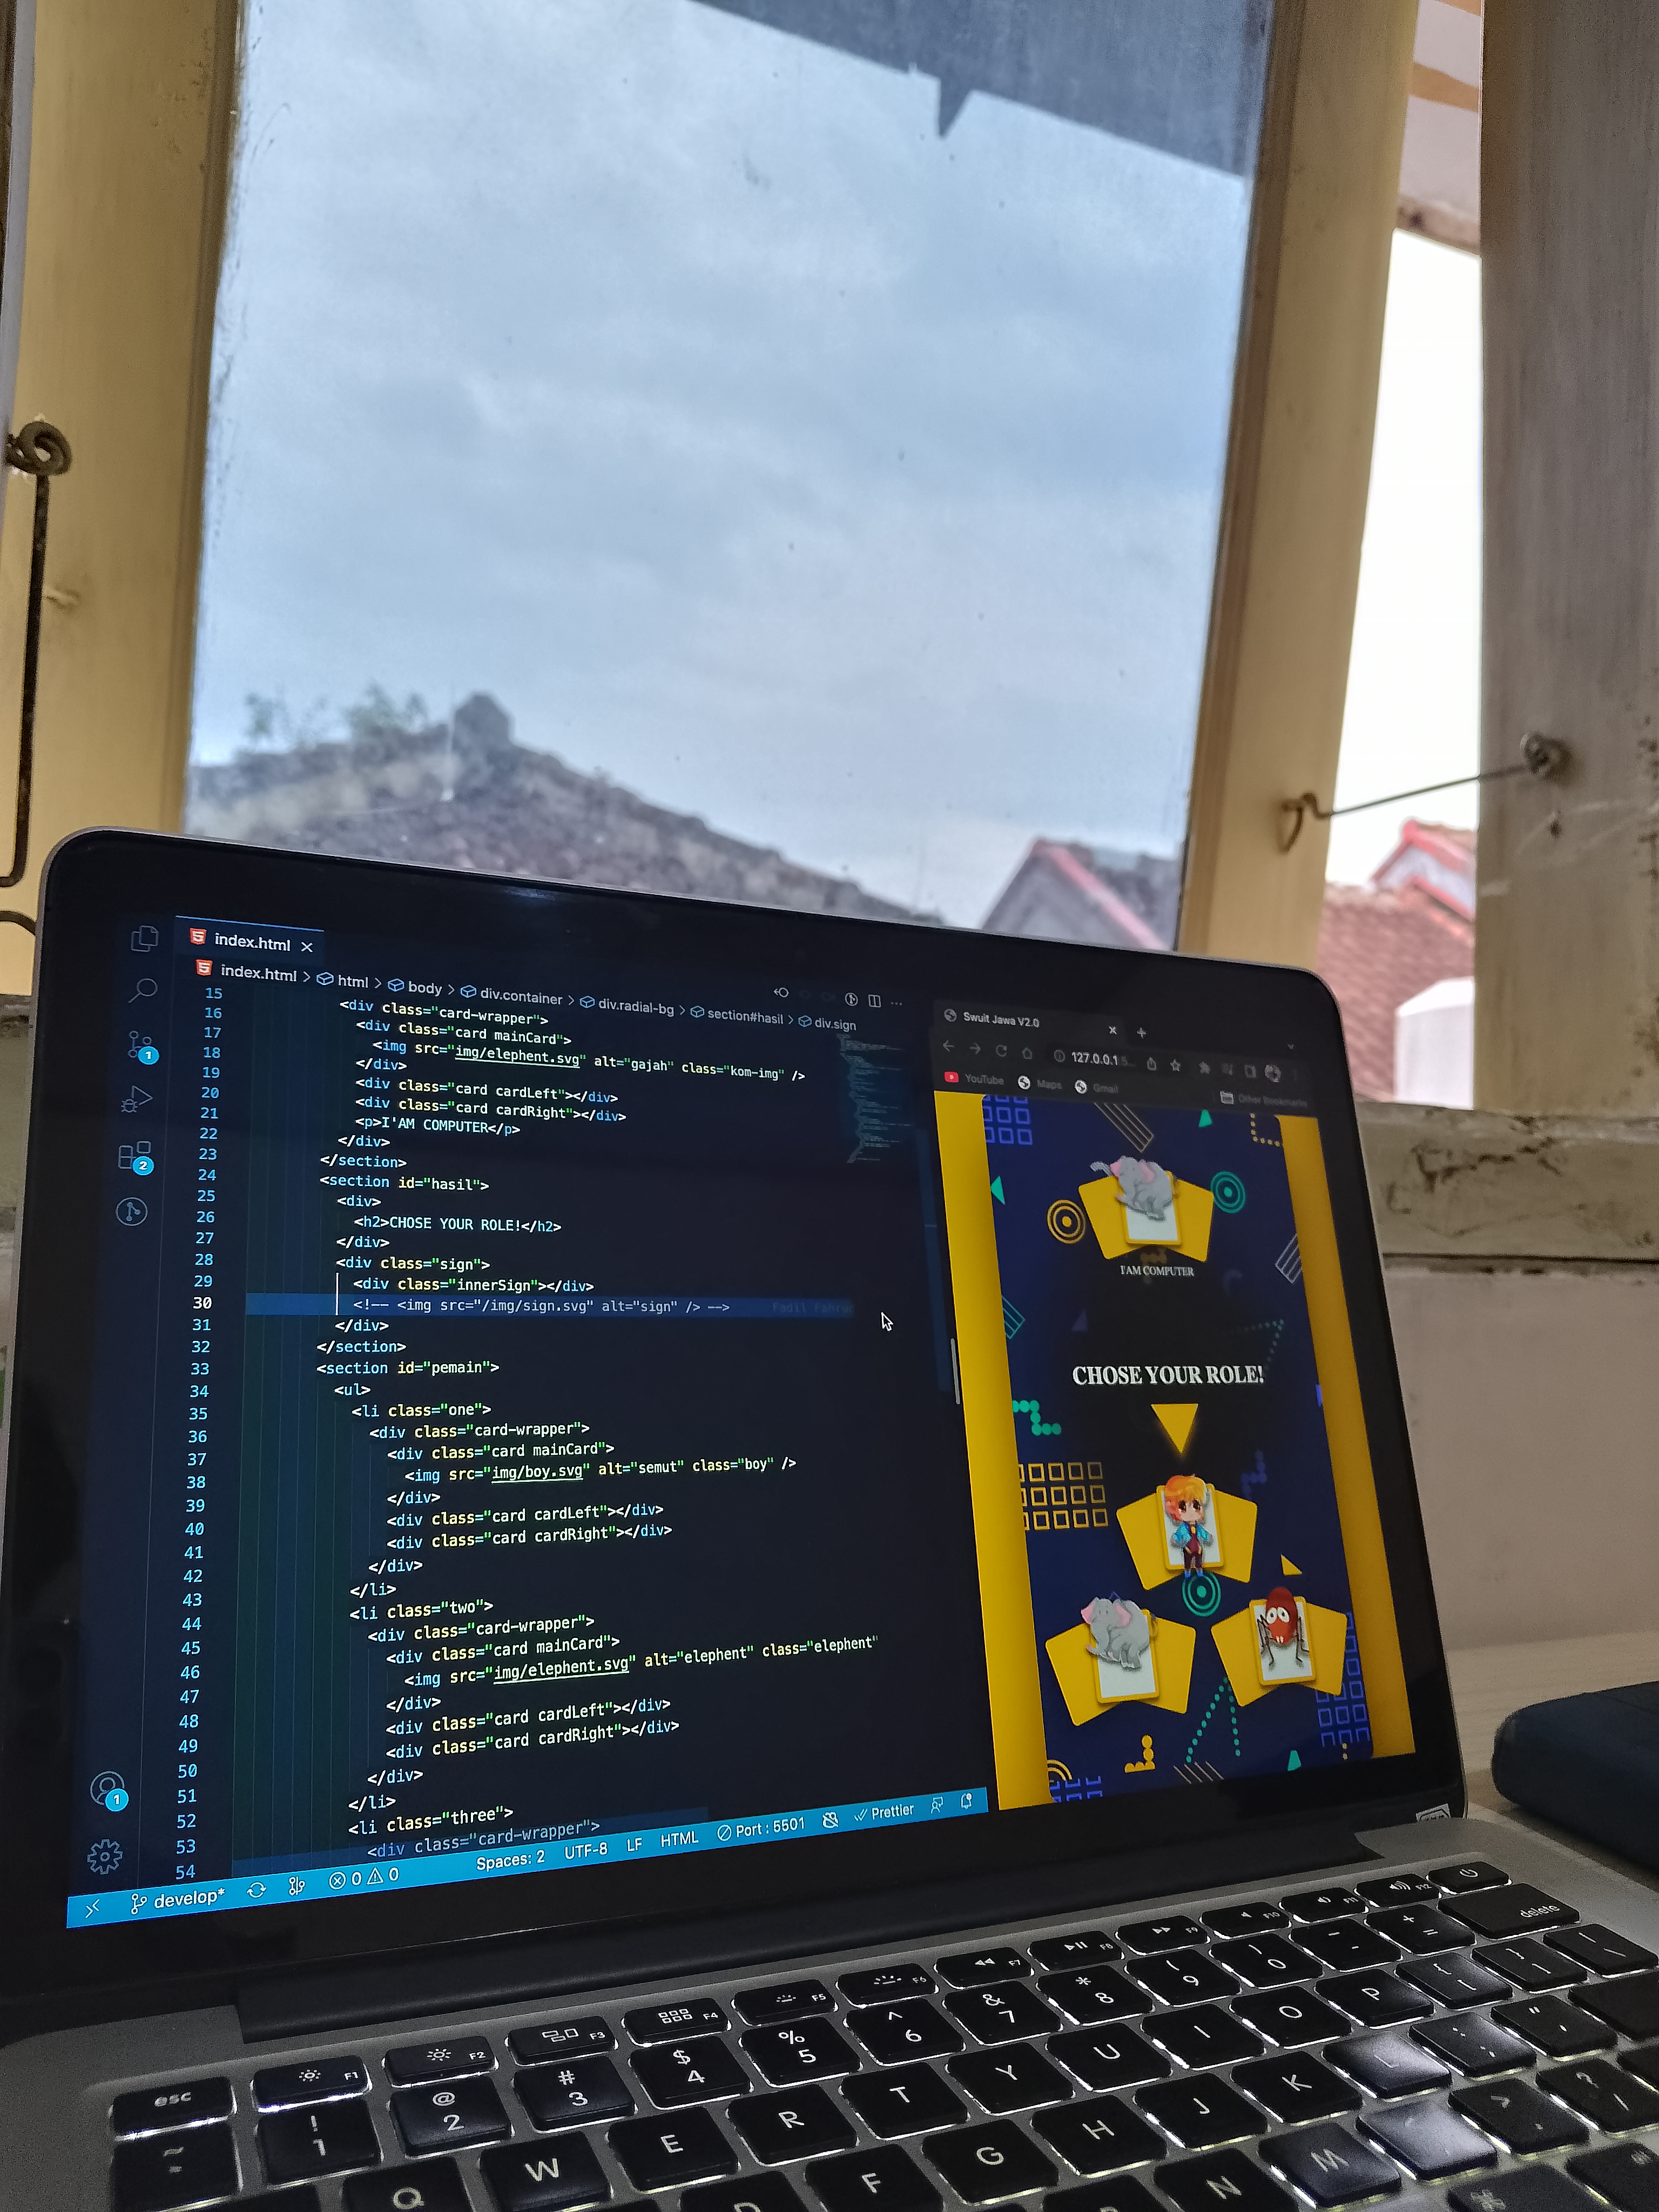 index.html
index.html > html > body > div.container > div.radial-bg > section#hasil > div.sign
15
16 <div class="card-wrapper">
17 <div class="card mainCard">
18 <img src="img/elephent.svg" alt="gajah" class="kom-img" />
19 </div>
20 <div class="card cardLeft"></div>
21 <div class="card cardRight"></div>
22 <p>I'AM COMPUTER</p>
23 </div>
24 </section>
25 <section id="hasil">
26 <div>
27 <h2>CHOSE YOUR ROLE!</h2>
28 </div>
29 <div class="sign">
30 <div class="innerSign"></div>
31 <!-- <img src="/img/sign.svg" alt="sign" /> -->
32 </div>
33 </section>
34 <section id="pemain">
35 <ul>
36 <li class="one">
37 <div class="card-wrapper">
38 <div class="card mainCard">
39 <img src="img/boy.svg" alt="semut" class="boy" />
40 </div>
41 <div class="card cardLeft"></div>
42 <div class="card cardRight"></div>
43 </div>
44 </li>
45 <li class="two">
46 <div class="card-wrapper">
47 <div class="card mainCard">
48 <img src="img/elephent.svg" alt="elephent" class="elephent"
49 </div>
50 <div class="card cardLeft"></div>
51 <div class="card cardRight"></div>
52 </div>
53 </li>
54 <li class="three">
<div class="card-wrapper">
1
2
1
develop* 0 0 Spaces: 2 UTF-8 LF HTML Port : 5501 Prettier
Swuit Jawa V2.0
127.0.0.1:5...
YouTube Maps Gmail Other Bookmarks
I'AM COMPUTER
CHOSE YOUR ROLE!
esc F1 F2 F3 F4 F5 F6 F7 F8 F9 F10 F11 F12
~ ! 1 @ 2 # 3 $ 4 % 5 ^ 6 & 7 * 8 ( 9 ) 0 - + = delete
Q W E R T Y U I O P { [ } ]
D F G H J K L : ; " '
N M